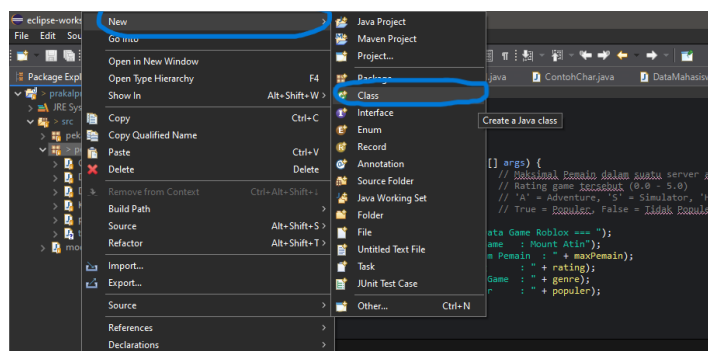 eclipse-works
File Edit Sou
Package Expl
prakalp
JRE Sys
src
pek
New
Go Into
Open in New Window
Open Type Hierarchy F4
Show In Alt+Shift+W
Copy Ctrl+C
Copy Qualified Name
Paste Ctrl+V
Delete Delete
Remove from Context Ctrl+Alt+Shift+↓
Build Path
Source Alt+Shift+S
Refactor Alt+Shift+T
Import...
Export...
Source
References
Declarations
Java Project
Maven Project
Project...
Package
Class
Interface
Enum
Record
Annotation
Source Folder
Java Working Set
Folder
File
Untitled Text File
Task
JUnit Test Case
Other... Ctrl+N
Create a Java class
.java ContohChar.java DataMahasisw
[] args) {
// Maksimal Pemain dalam suatu server
// Rating game tersebut (0.0 - 5.0)
// 'A' = Adventure, 'S' = Simulator, '
// True = Populer, False = Tidak Popule
ata Game Roblox === ");
ame : Mount Atin");
m Pemain : " + maxPemain);
: " + rating);
Game : " + genre);
r : " + populer);